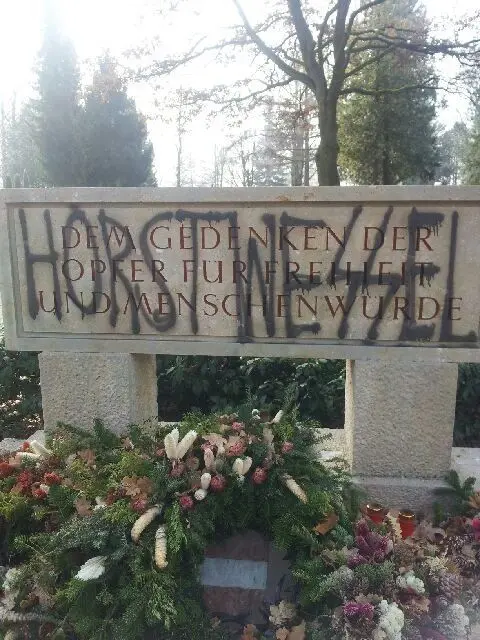 DEM GEDENKEN DER
OPFER FÜR FREIHEIT
UND MENSCHENWÜRDE
HORST WESSEL